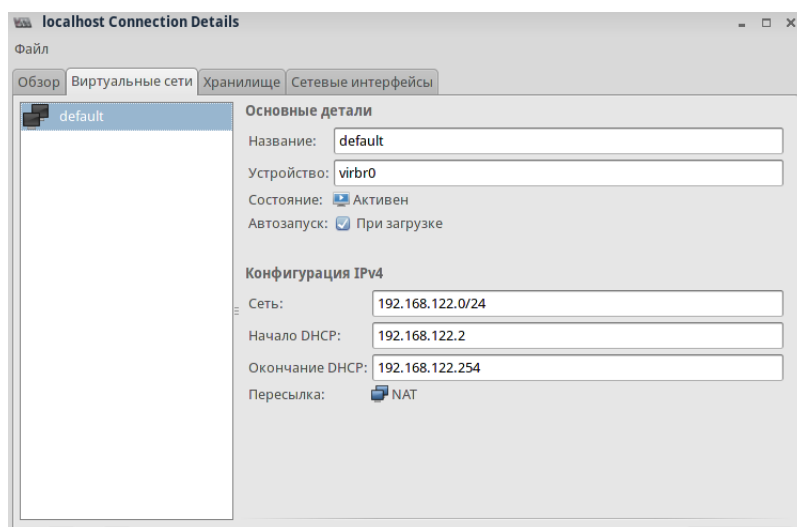 localhost Connection Details
Файл
Обзор Виртуальные сети Хранилище Сетевые интерфейсы
default
Основные детали
Название: default
Устройство: virbr0
Состояние: Активен
Автозапуск: При загрузке
Конфигурация IPv4
Сеть: 192.168.122.0/24
Начало DHCP: 192.168.122.2
Окончание DHCP: 192.168.122.254
Пересылка: NAT